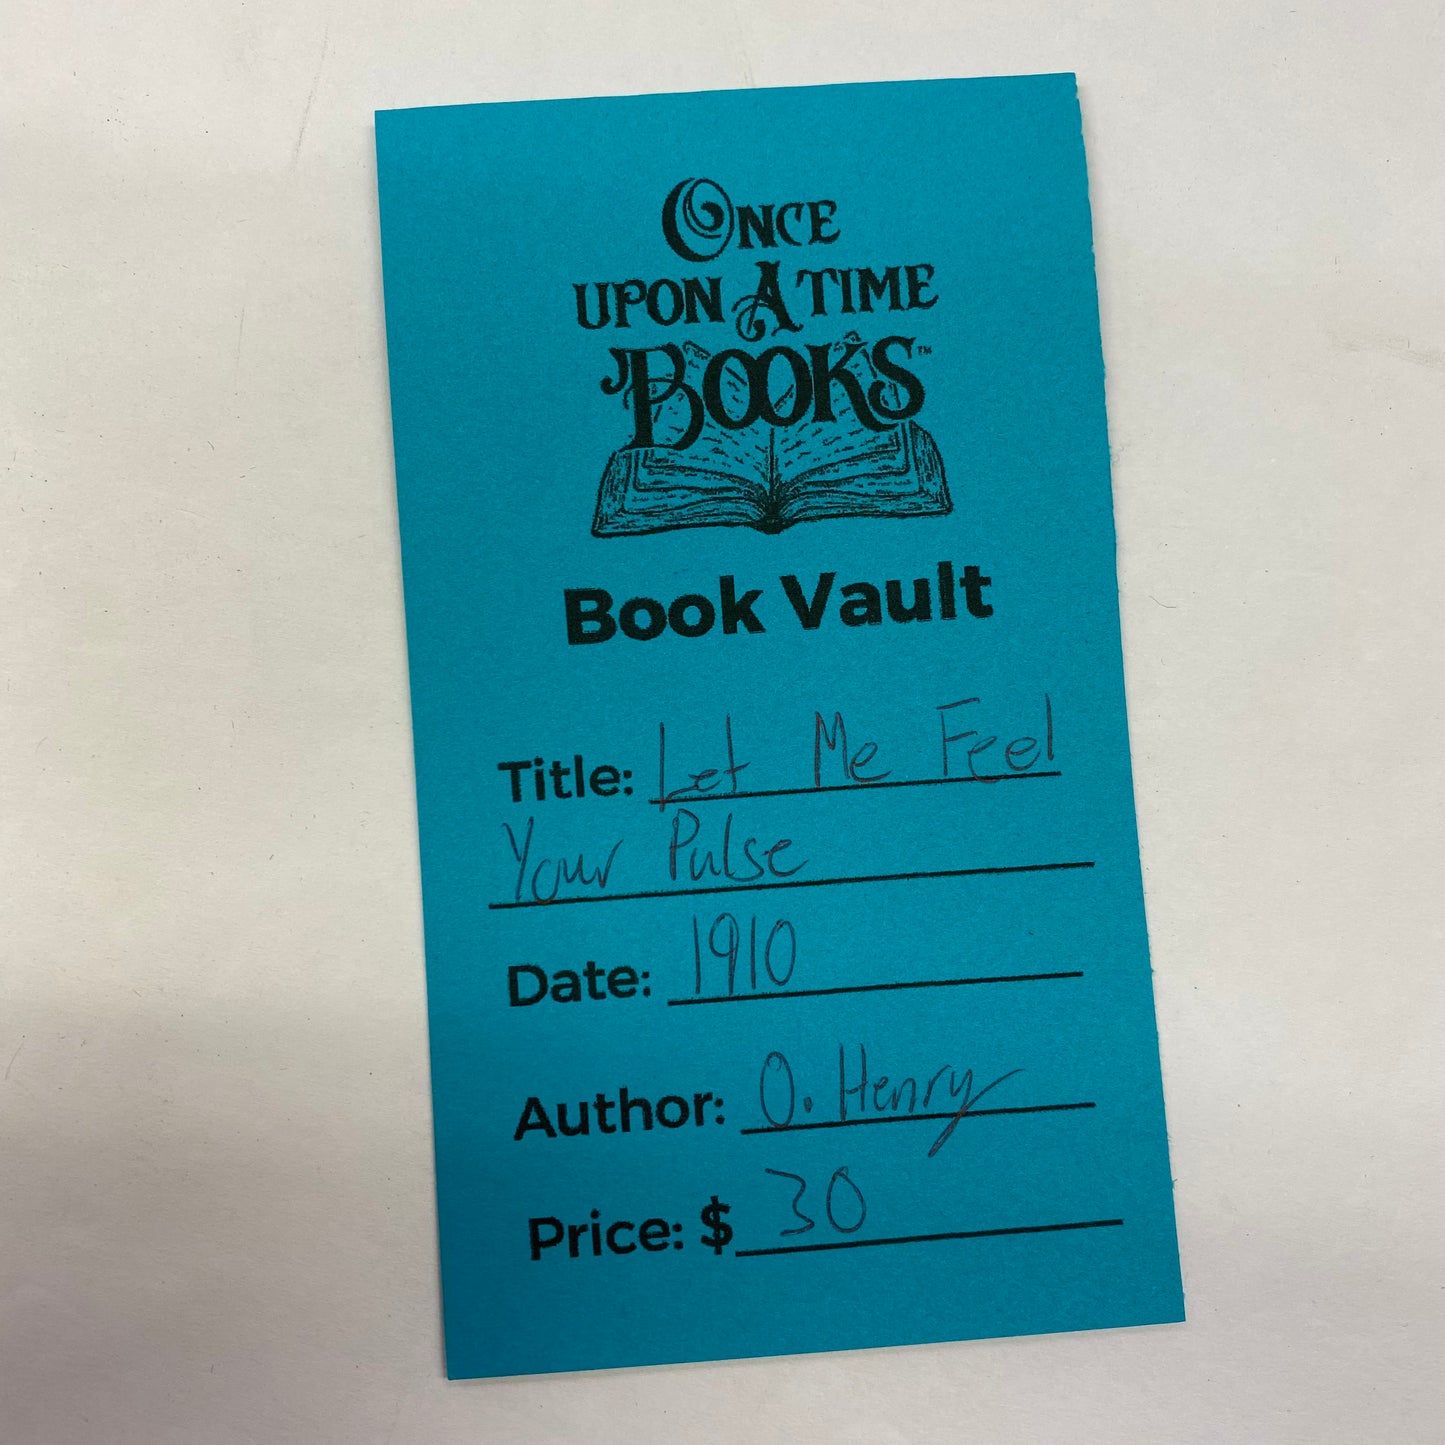 ONCE
UPON A TIME
BOOKS™
Book Vault
Title: Let Me Feel
Your Pulse
Date: 1910
Author: O. Henry
Price: $ 30